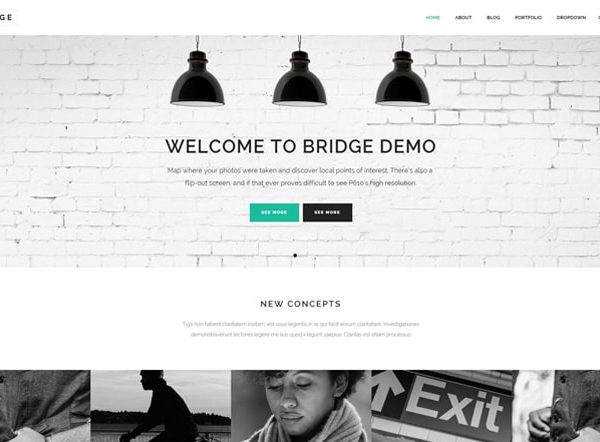 GE
HOME ABOUT BLOG PORTFOLIO DROPDOWN
WELCOME TO BRIDGE DEMO
Map where your photos were taken and discover local points of interest. There's also a
flip-out screen, and if that ever proves difficult to see P610's high resolution.
SEE MORE SEE MORE
NEW CONCEPTS
Typi non habent claritatem insitam; est usus legentis in iis qui facit eorum claritatem. Investigationes
demonstraverunt lectores legere me lius quod ii legunt saepius. Claritas est etiam processus
Exit